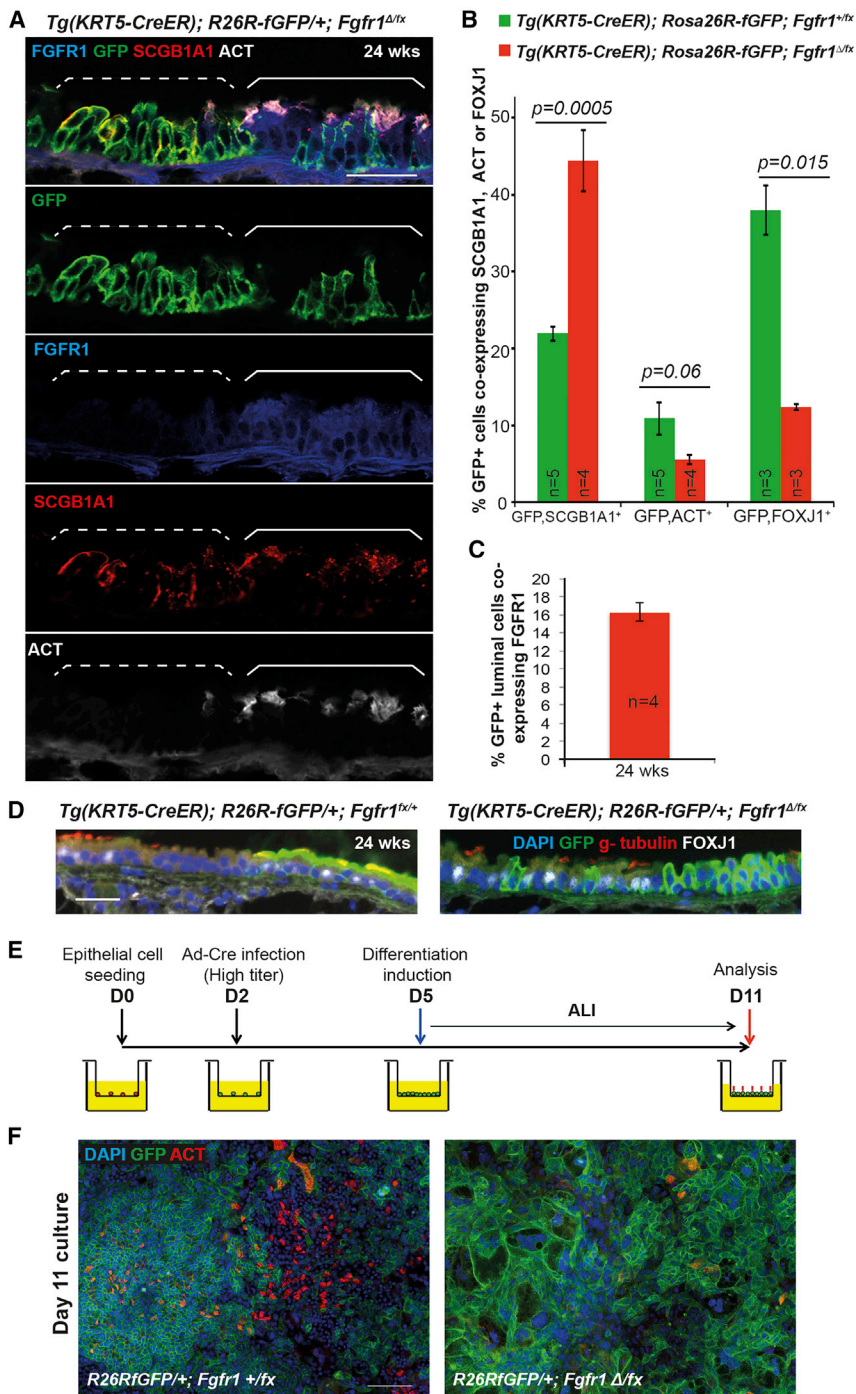 A
Tg(KRT5-CreER); R26R-fGFP/+; Fgfr1Δ/fx
FGFR1 GFP SCGB1A1 ACT
24 wks
GFP
FGFR1
SCGB1A1
ACT
B
Tg(KRT5-CreER); Rosa26R-fGFP; Fgfr1+/fx
Tg(KRT5-CreER); Rosa26R-fGFP; Fgfr1△/fx
% GFP+ cells co-expressing SCGB1A1, ACT or FOXJ1
50
40
30
20
10
0
p=0.0005
p=0.06
p=0.015
n=5
n=4
n=5
n=4
n=3
n=3
GFP,SCGB1A1+
GFP,ACT+
GFP,FOXJ1+
C
% GFP+ luminal cells co-
expressing FGFR1
20
18
16
14
12
10
8
6
4
2
0
n=4
24 wks
D
Tg(KRT5-CreER); R26R-fGFP/+; Fgfr1fx/+
Tg(KRT5-CreER); R26R-fGFP/+; Fgfr1Δ/fx
24 wks
DAPI GFP g- tubulin FOXJ1
E
Epithelial cell
seeding
D0
Ad-Cre infection
(High titer)
D2
Differentiation
induction
D5
ALI
Analysis
D11
F
Day 11 culture
DAPI GFP ACT
R26RfGFP/+; Fgfr1 +/fx
R26RfGFP/+; Fgfr1 Δ/fx